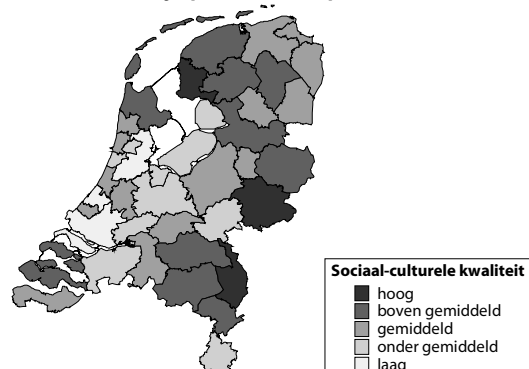 Sociaal-culturele kwaliteit
hoog
boven gemiddeld
gemiddeld
onder gemiddeld
laag